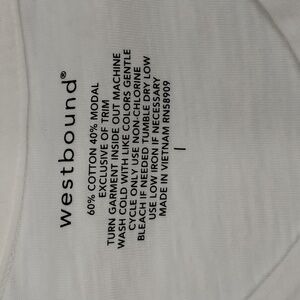 westbound®
60% COTTON 40% MODAL
EXCLUSIVE OF TRIM
TURN GARMENT INSIDE OUT MACHINE
WASH COLD WITH LIKE COLORS GENTLE
CYCLE ONLY USE NON-CHLORINE
BLEACH IF NEEDED TUMBLE DRY LOW
USE LOW IRON IF NECESSARY
MADE IN VIETNAM RN58909